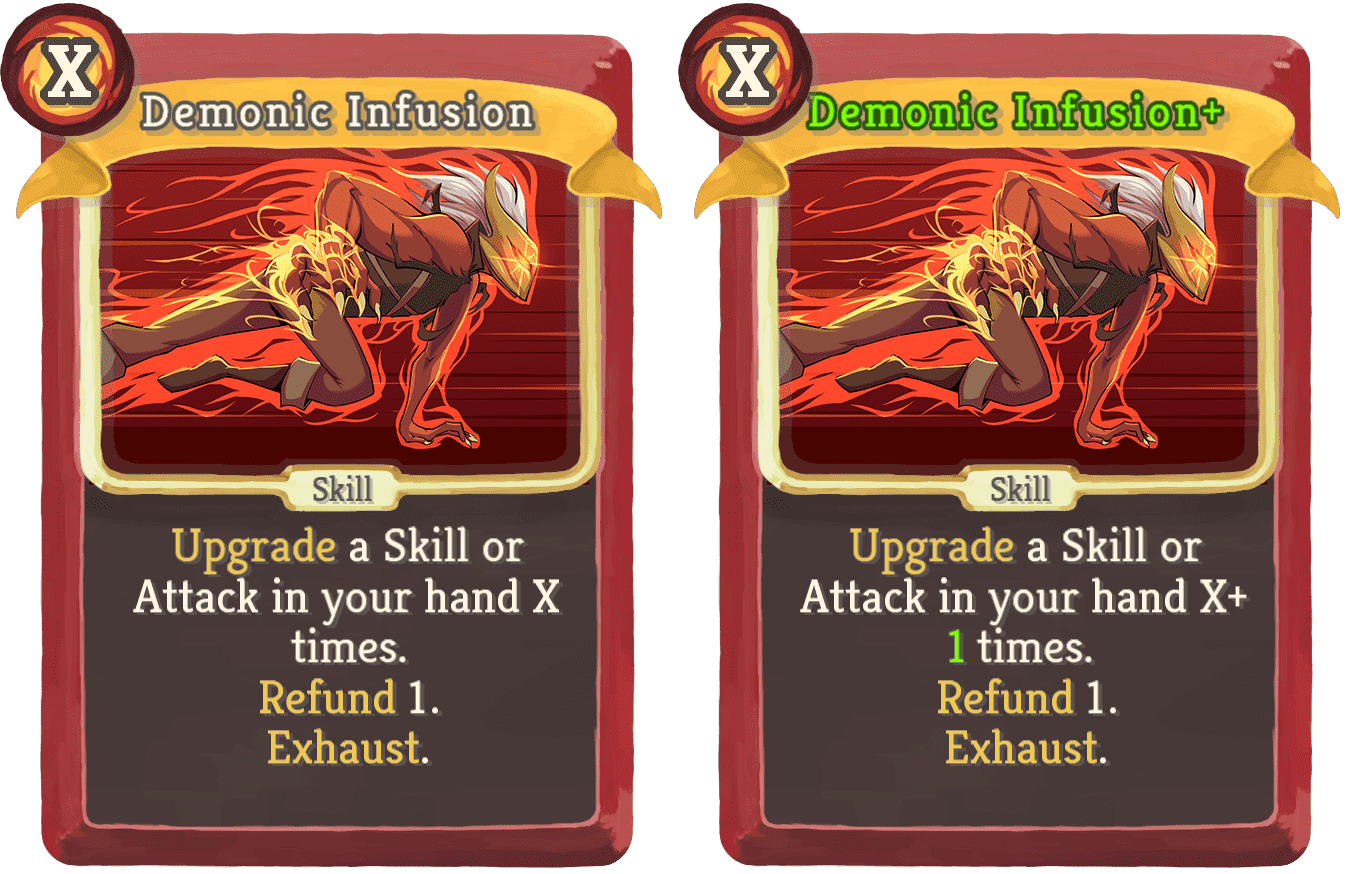 X
Demonic Infusion
Skill
Upgrade a Skill or
Attack in your hand X
times.
Refund 1.
Exhaust.
X
Demonic Infusion+
Skill
Upgrade a Skill or
Attack in your hand X+
1 times.
Refund 1.
Exhaust.